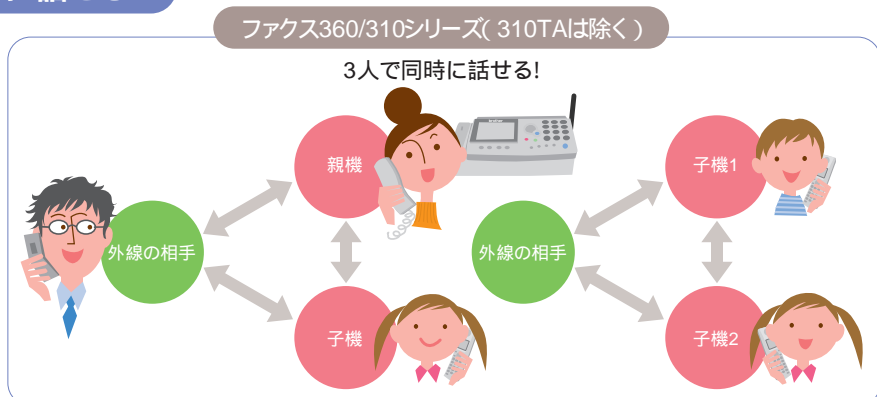 ファクス360/310シリーズ(310TAは除く)
3人で同時に話せる!
親機
外線の相手
子機
子機1
外線の相手
子機2